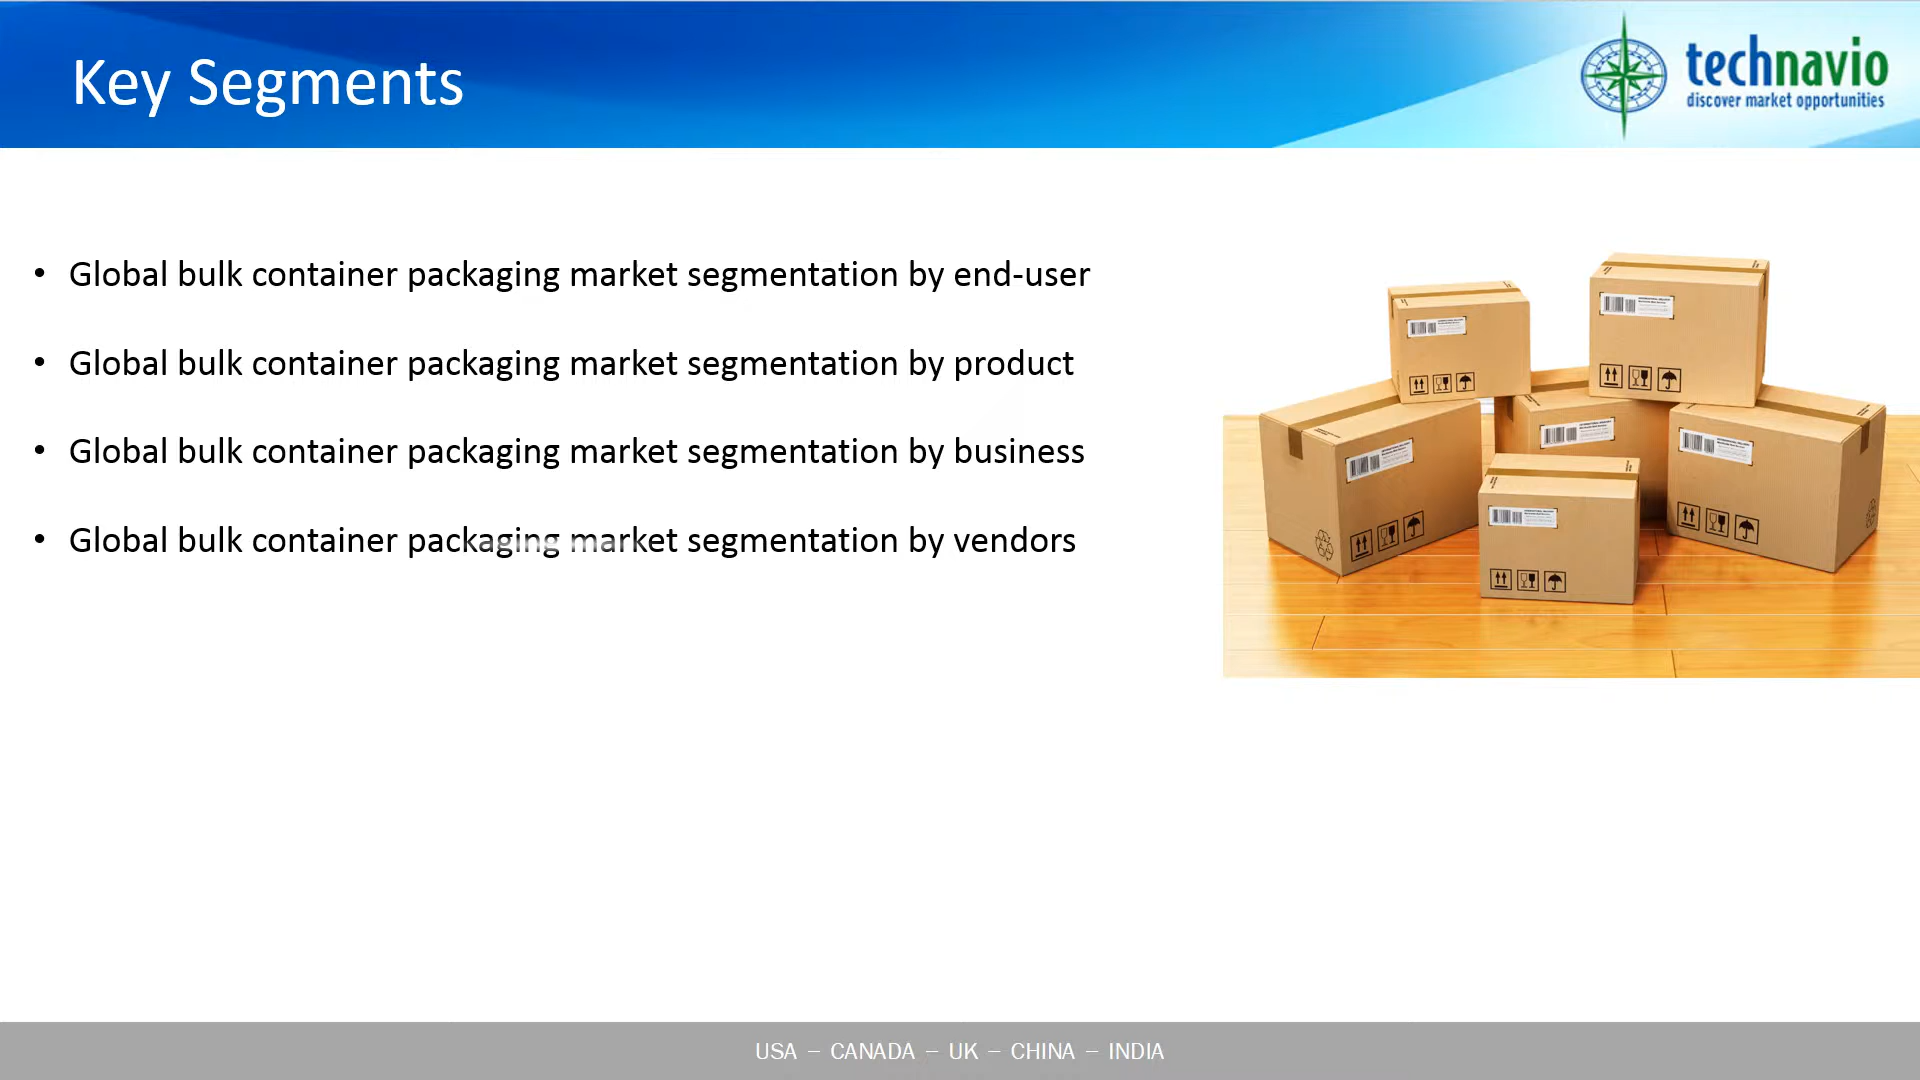 Key Segments
technavio
discover market opportunities
• Global bulk container packaging market segmentation by end-user
• Global bulk container packaging market segmentation by product
• Global bulk container packaging market segmentation by business
• Global bulk container packaging market segmentation by vendors
USA – CANADA – UK – CHINA – INDIA